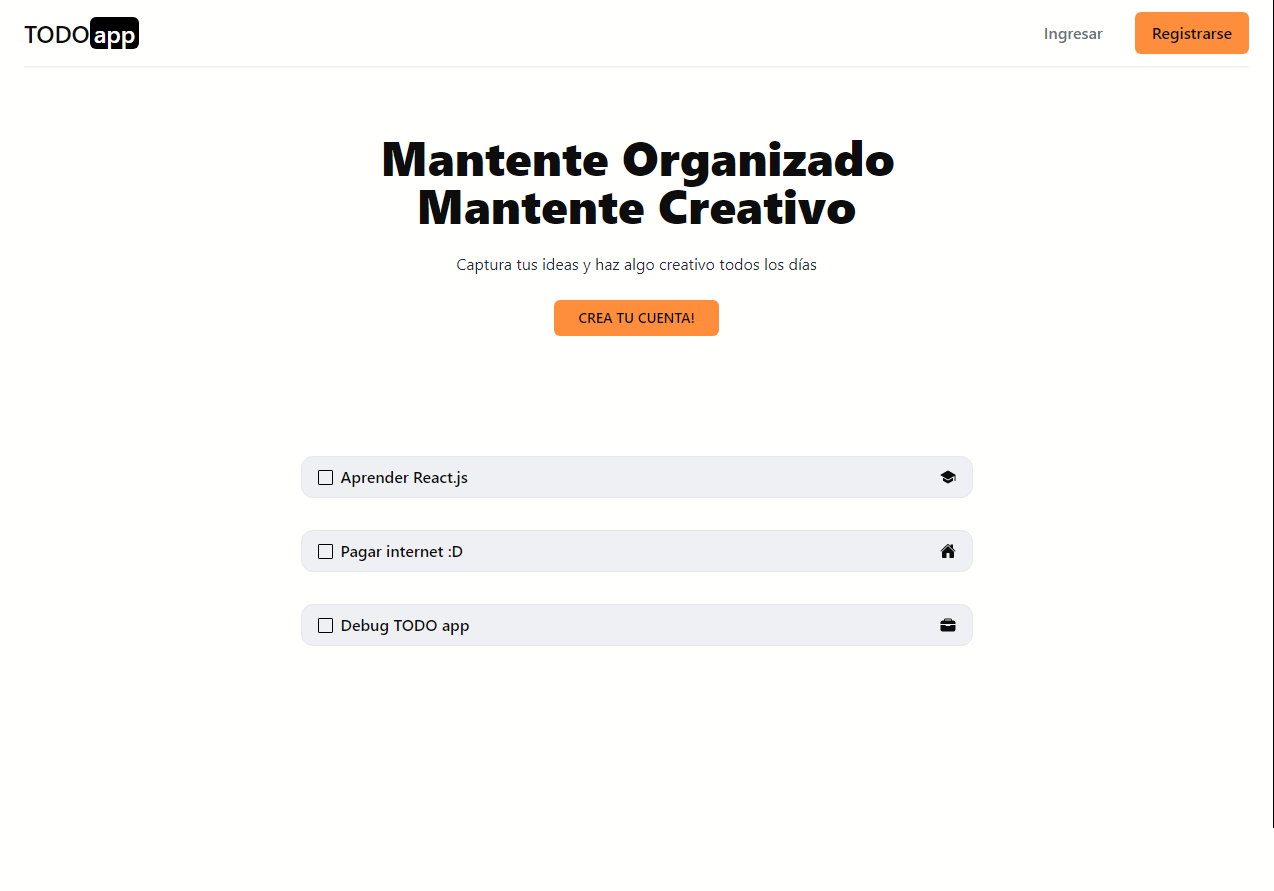 TODOapp
Ingresar
Registrarse
Mantente Organizado
Mantente Creativo
Captura tus ideas y haz algo creativo todos los días
CREA TU CUENTA!
Aprender React.js
Pagar internet :D
Debug TODO app